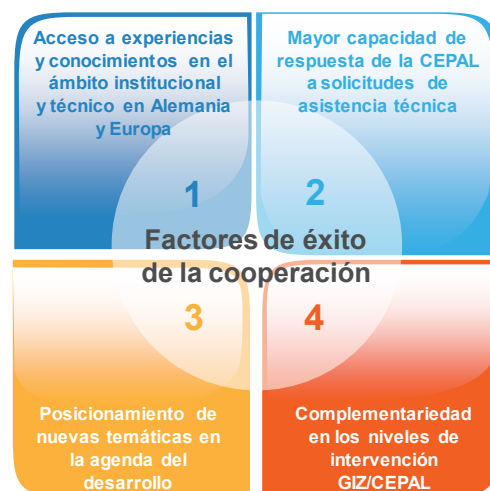 Acceso a experiencias
y conocimientos en el
ámbito institucional
y técnico en Alemania
y Europa
1
Mayor capacidad de
respuesta de la CEPAL
a solicitudes de
asistencia técnica
2
Factores de éxito
de la cooperación
3
Posicionamiento de
nuevas temáticas en
la agenda del
desarrollo
4
Complementariedad
en los niveles de
intervención
GIZ/CEPAL